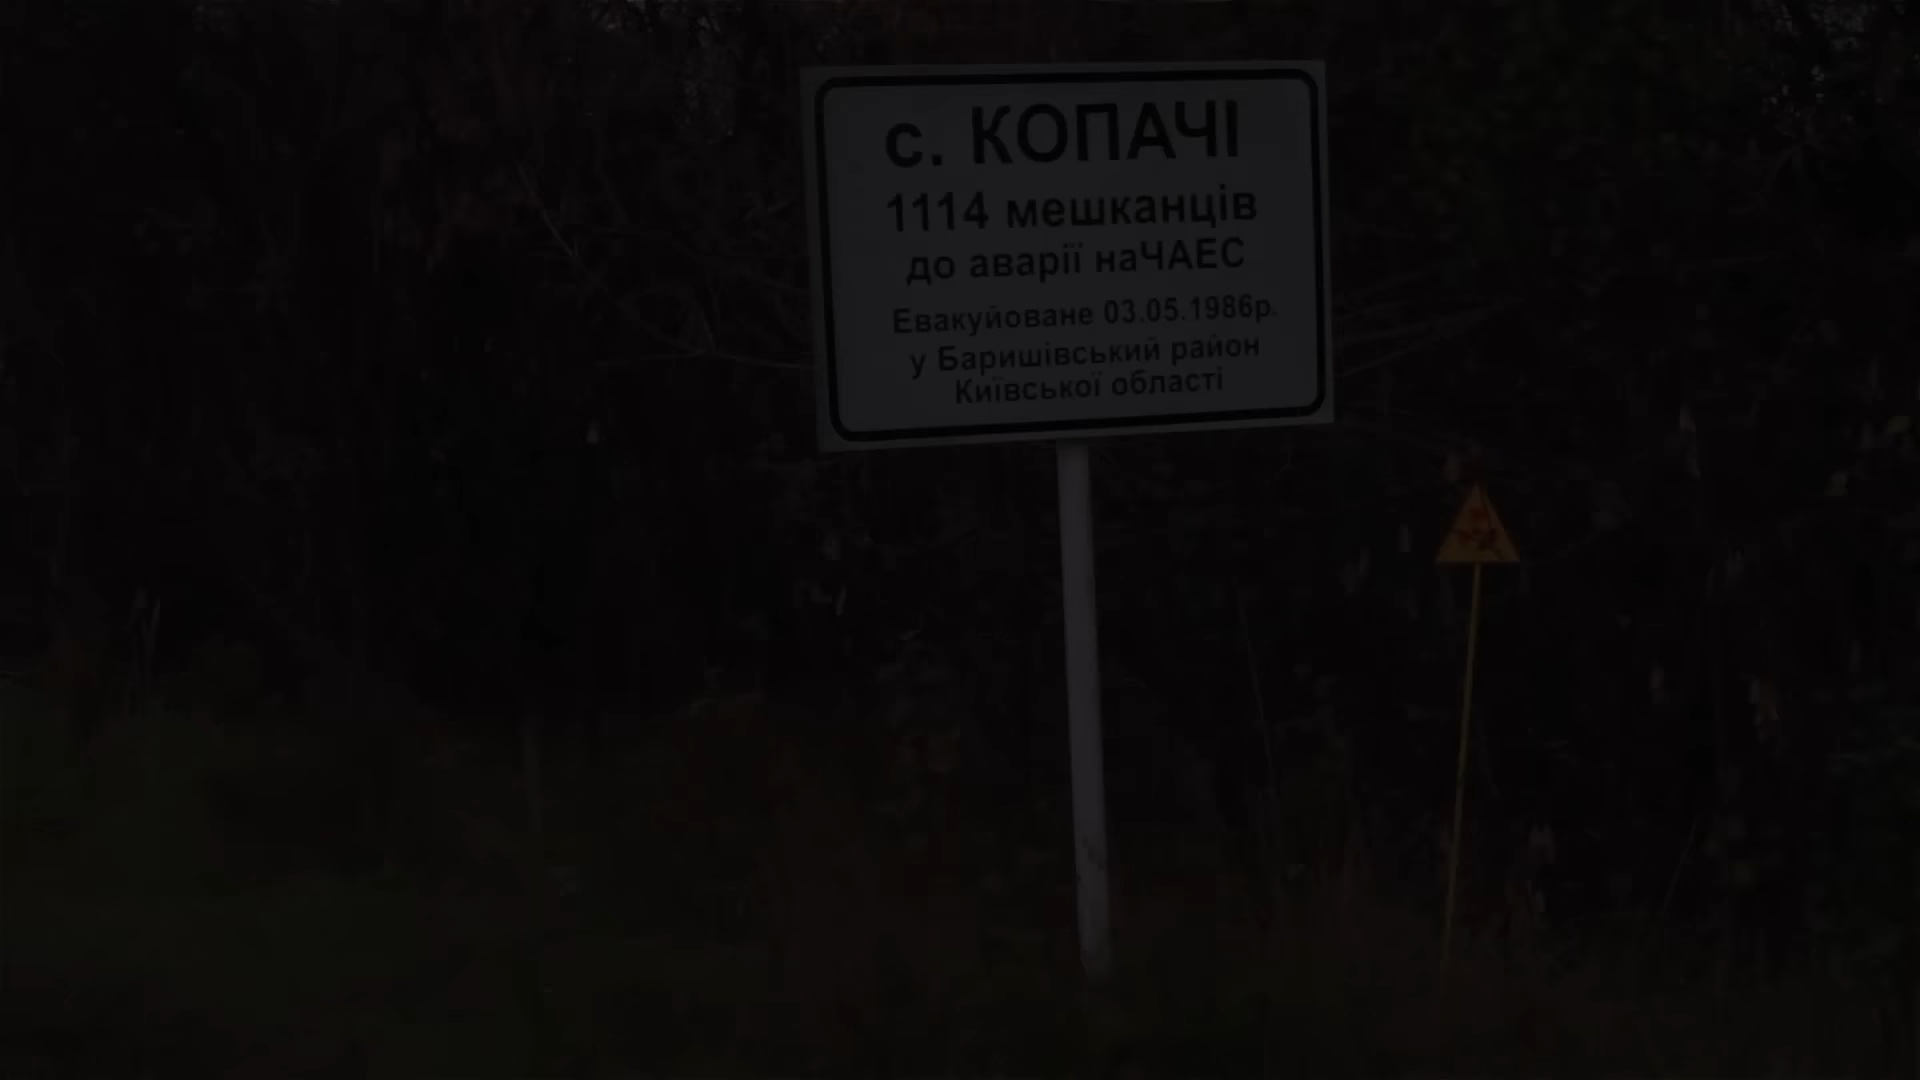 с. КОПАЧІ
1114 мешканців
до аварії наЧАЕС
Евакуйоване 03.05.1986р.
у Баришівський район
Київської області